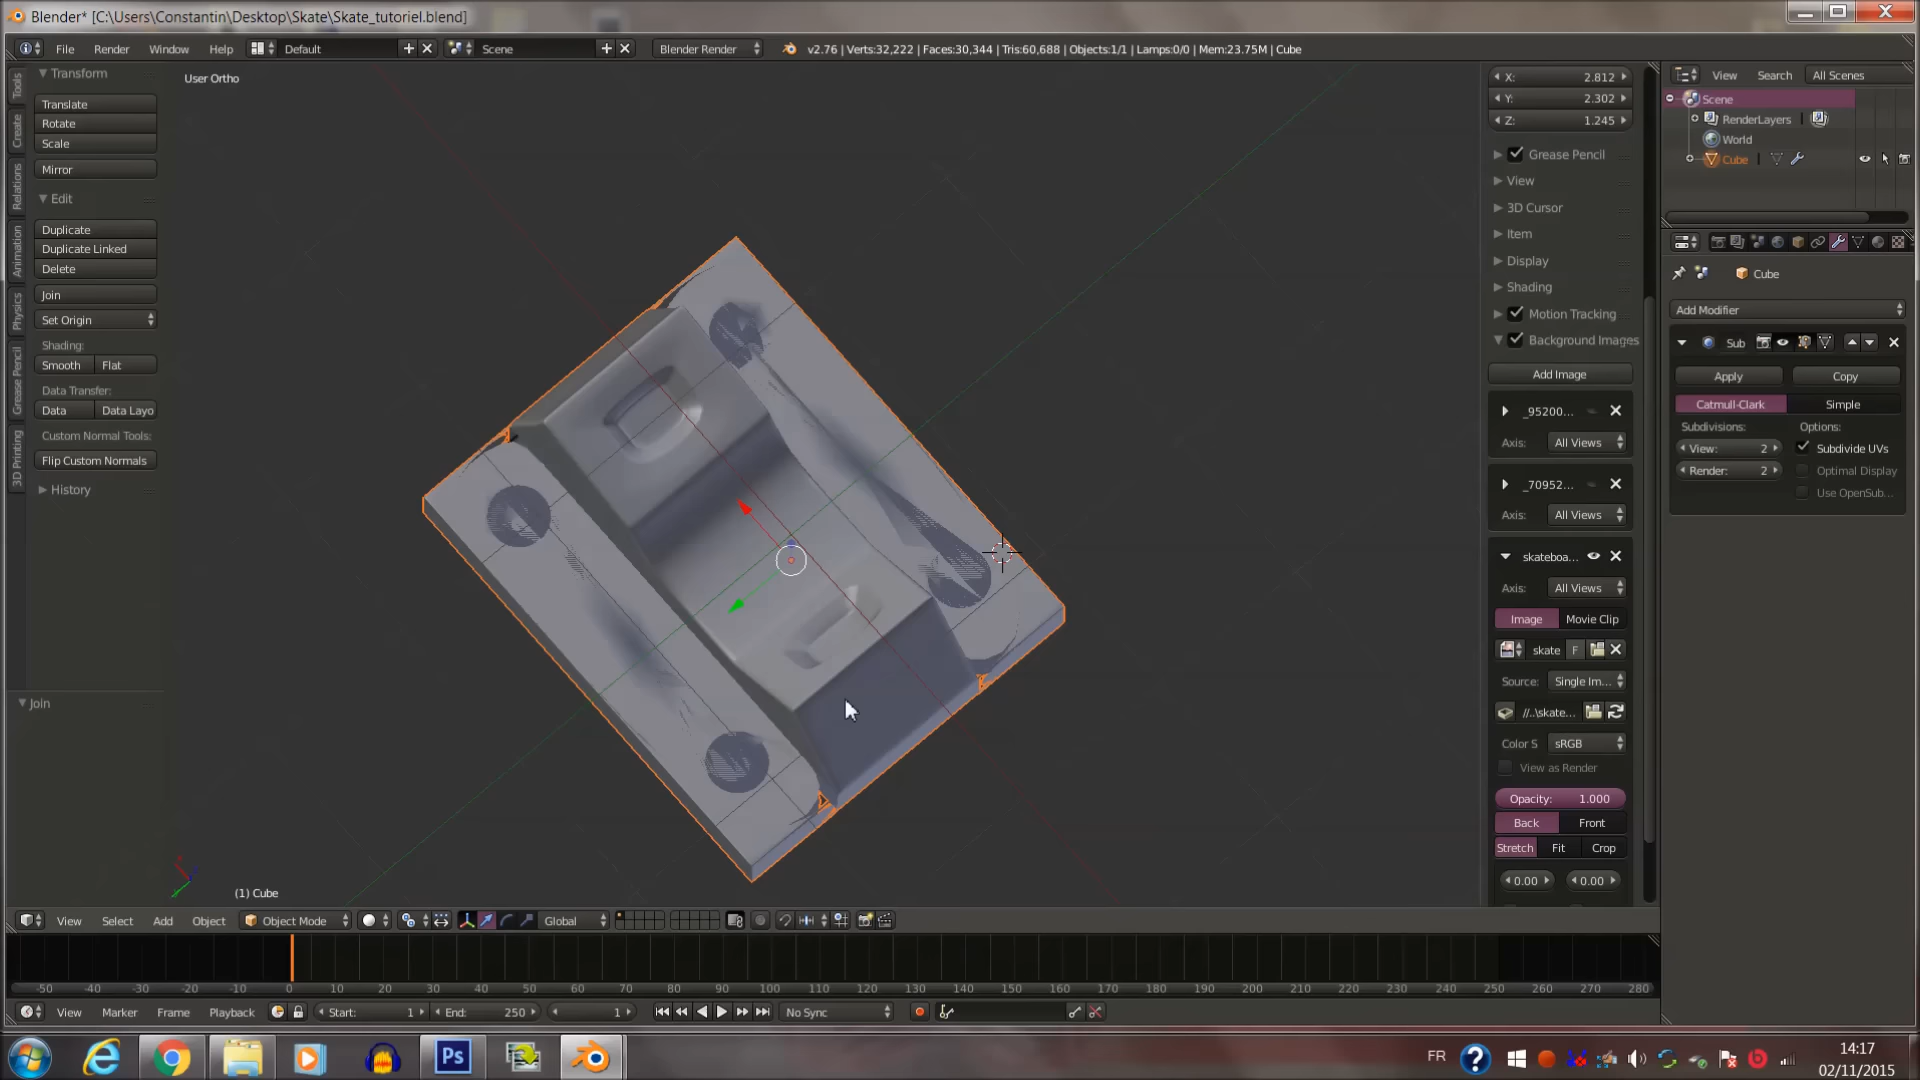 Blender* [C:\Users\Constantin\Desktop\Skate\Skate_tutoriel.blend]
File Render Window Help Default Scene Blender Render v2.76 | Verts:32,222 | Faces:30,344 | Tris:60,688 | Objects:1/1 | Lamps:0/0 | Mem:23.75M | Cube
Tools
Create
Relations
Animation
Physics
Grease Pencil
3D Printing
Transform
Translate
Rotate
Scale
Mirror
Edit
Duplicate
Duplicate Linked
Delete
Join
Set Origin
Shading:
Smooth Flat
Data Transfer:
Data Data Layo
Custom Normal Tools:
Flip Custom Normals
History
Join
User Ortho
(1) Cube
X: 2.812
Y: 2.302
Z: 1.245
Grease Pencil
View
3D Cursor
Item
Display
Shading
Motion Tracking
Background Images
Add Image
_95200...
Axis: All Views
_70952...
Axis: All Views
skateboa...
Axis: All Views
Image Movie Clip
skate F
Source: Single Im...
//..\skate...
Color S sRGB
View as Render
Opacity: 1.000
Back Front
Stretch Fit Crop
0.00 0.00
View Search All Scenes
Scene
RenderLayers
World
Cube
Cube
Add Modifier
Sub
Apply Copy
Catmull-Clark Simple
Subdivisions: Options:
View: 2 Subdivide UVs
Render: 2 Optimal Display
Use OpenSub...
View Select Add Object Object Mode Global
-50 -40 -30 -20 -10 0 10 20 30 40 50 60 70 80 90 100 110 120 130 140 150 160 170 180 190 200 210 220 230 240 250 260 270 280
View Marker Frame Playback Start: 1 End: 250 1 No Sync
Ps
FR
14:17
02/11/2015